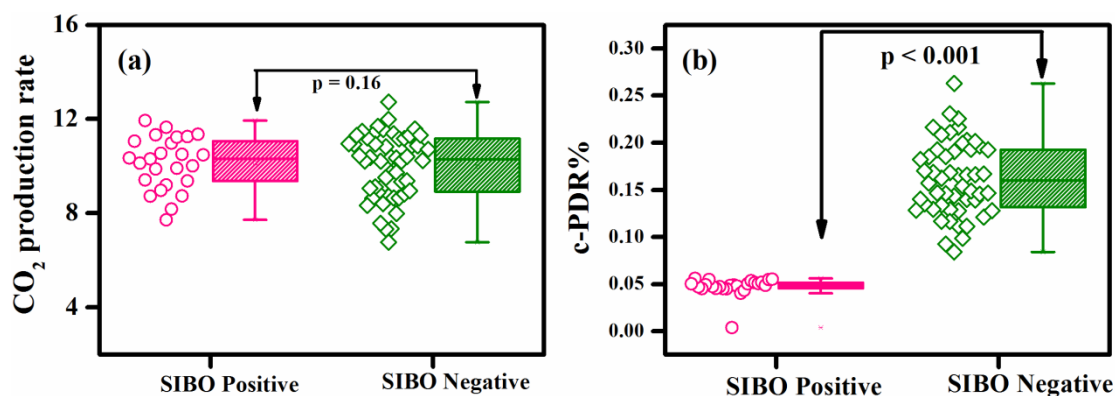 (a)
CO₂ production rate
16
12
8
4
p = 0.16
SIBO Positive
SIBO Negative
(b)
c-PDR%
0.30
0.25
0.20
0.15
0.10
0.05
0.00
p < 0.001
SIBO Positive
SIBO Negative